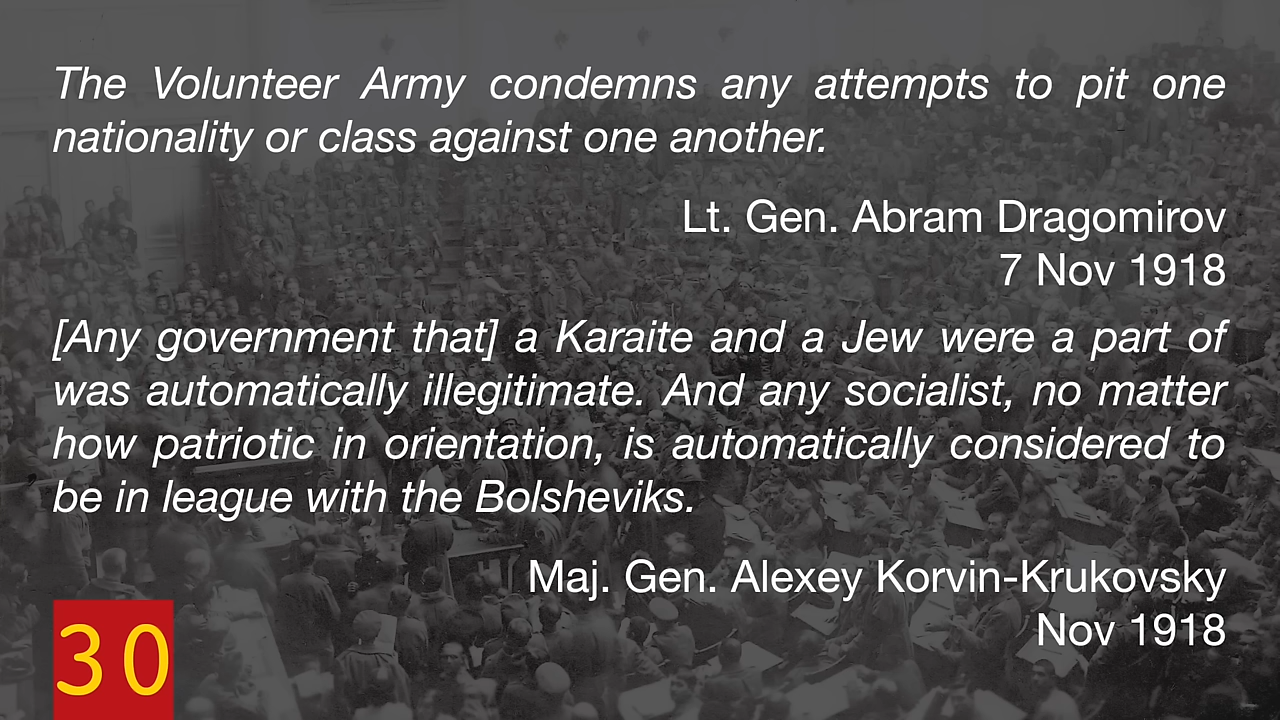 The Volunteer Army condemns any attempts to pit one
nationality or class against one another.
Lt. Gen. Abram Dragomirov
7 Nov 1918
[Any government that] a Karaite and a Jew were a part of
was automatically illegitimate. And any socialist, no matter
how patriotic in orientation, is automatically considered to
be in league with the Bolsheviks.
Maj. Gen. Alexey Korvin-Krukovsky
Nov 1918
30